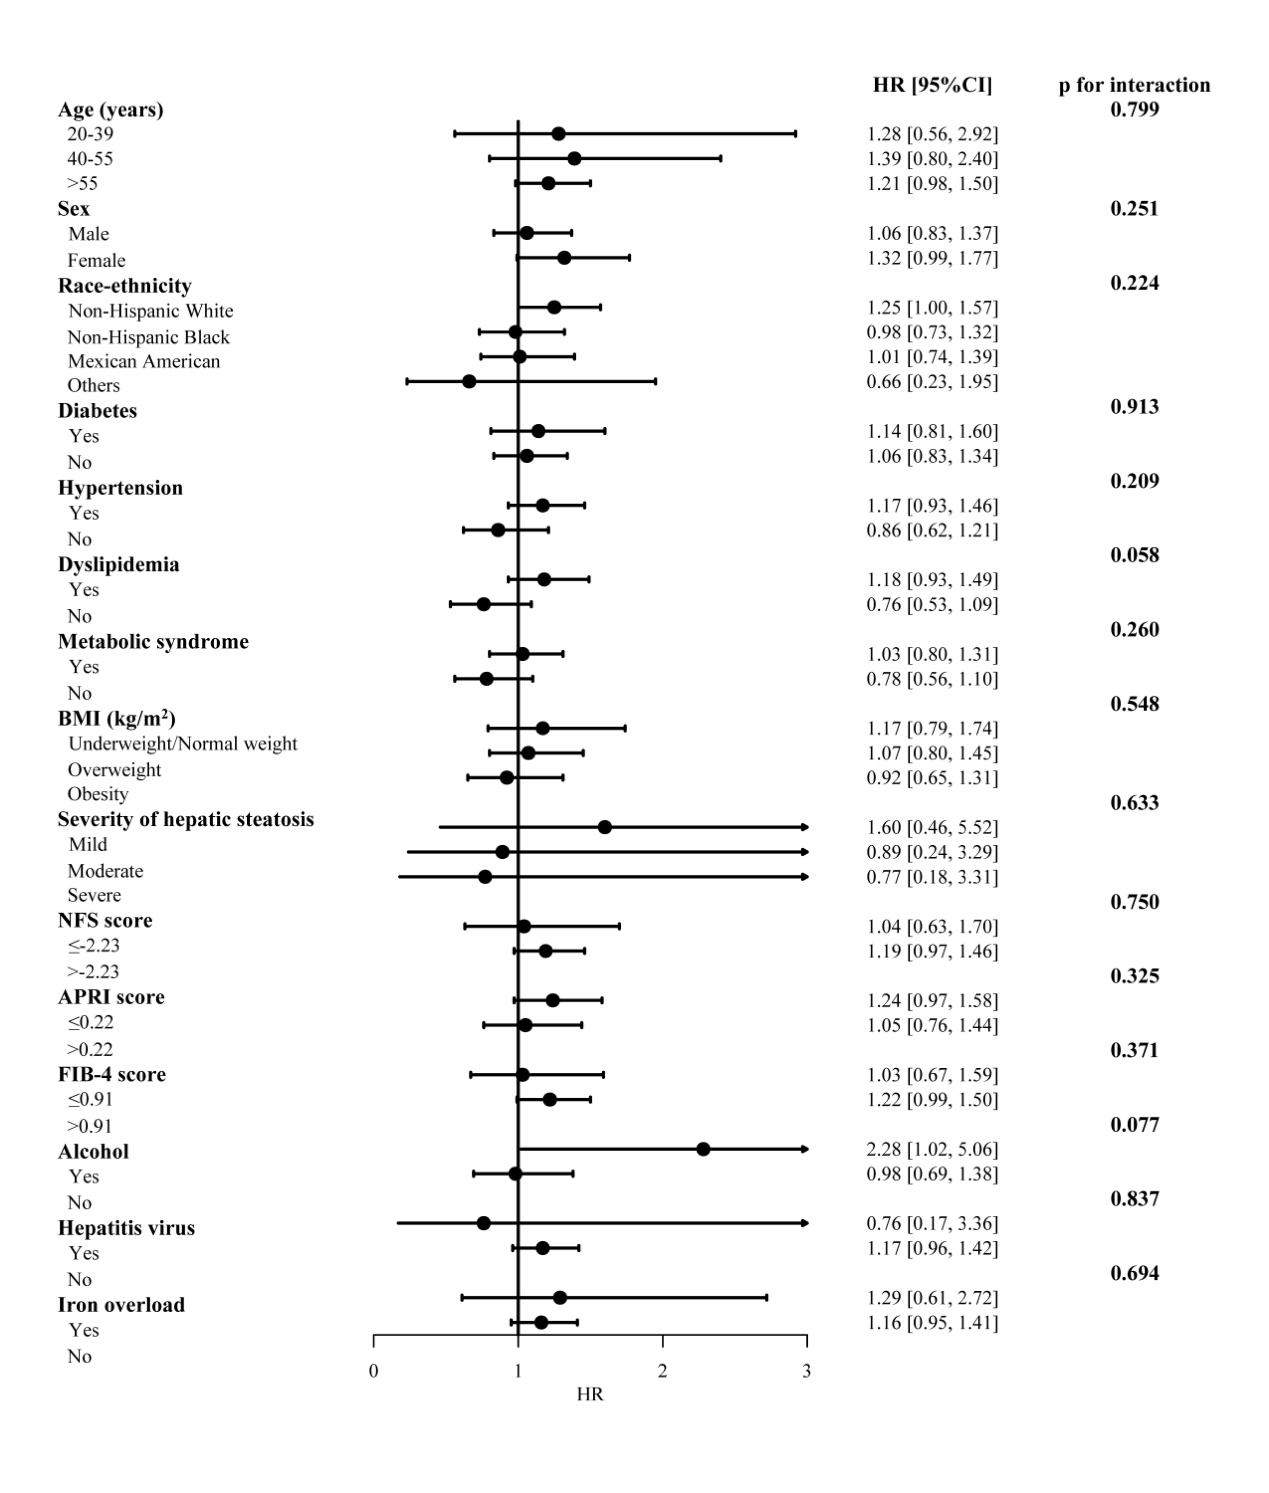 HR [95%CI] p for interaction
Age (years) 0.799
20-39 1.28 [0.56, 2.92]
40-55 1.39 [0.80, 2.40]
>55 1.21 [0.98, 1.50]
Sex 0.251
Male 1.06 [0.83, 1.37]
Female 1.32 [0.99, 1.77]
Race-ethnicity 0.224
Non-Hispanic White 1.25 [1.00, 1.57]
Non-Hispanic Black 0.98 [0.73, 1.32]
Mexican American 1.01 [0.74, 1.39]
Others 0.66 [0.23, 1.95]
Diabetes 0.913
Yes 1.14 [0.81, 1.60]
No 1.06 [0.83, 1.34]
Hypertension 0.209
Yes 1.17 [0.93, 1.46]
No 0.86 [0.62, 1.21]
Dyslipidemia 0.058
Yes 1.18 [0.93, 1.49]
No 0.76 [0.53, 1.09]
Metabolic syndrome 0.260
Yes 1.03 [0.80, 1.31]
No 0.78 [0.56, 1.10]
BMI (kg/m²) 0.548
Underweight/Normal weight 1.17 [0.79, 1.74]
Overweight 1.07 [0.80, 1.45]
Obesity 0.92 [0.65, 1.31]
Severity of hepatic steatosis 0.633
Mild 1.60 [0.46, 5.52]
Moderate 0.89 [0.24, 3.29]
Severe 0.77 [0.18, 3.31]
NFS score 0.750
≤-2.23 1.04 [0.63, 1.70]
>-2.23 1.19 [0.97, 1.46]
APRI score 0.325
≤0.22 1.24 [0.97, 1.58]
>0.22 1.05 [0.76, 1.44]
FIB-4 score 0.371
≤0.91 1.03 [0.67, 1.59]
>0.91 1.22 [0.99, 1.50]
Alcohol 0.077
Yes 2.28 [1.02, 5.06]
No 0.98 [0.69, 1.38]
Hepatitis virus 0.837
Yes 0.76 [0.17, 3.36]
No 1.17 [0.96, 1.42]
Iron overload 0.694
Yes 1.29 [0.61, 2.72]
No 1.16 [0.95, 1.41]
0 1 2 3
HR